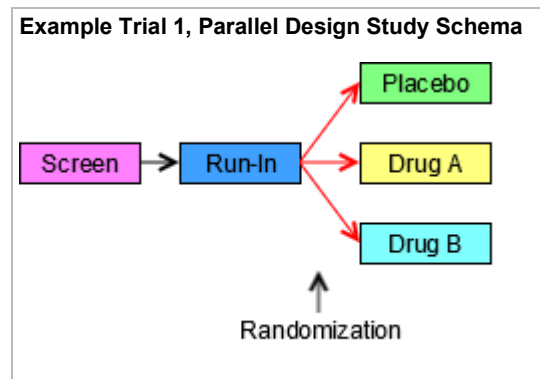 Example Trial 1, Parallel Design Study Schema
Placebo
Screen
Run-In
Drug A
Drug B
Randomization